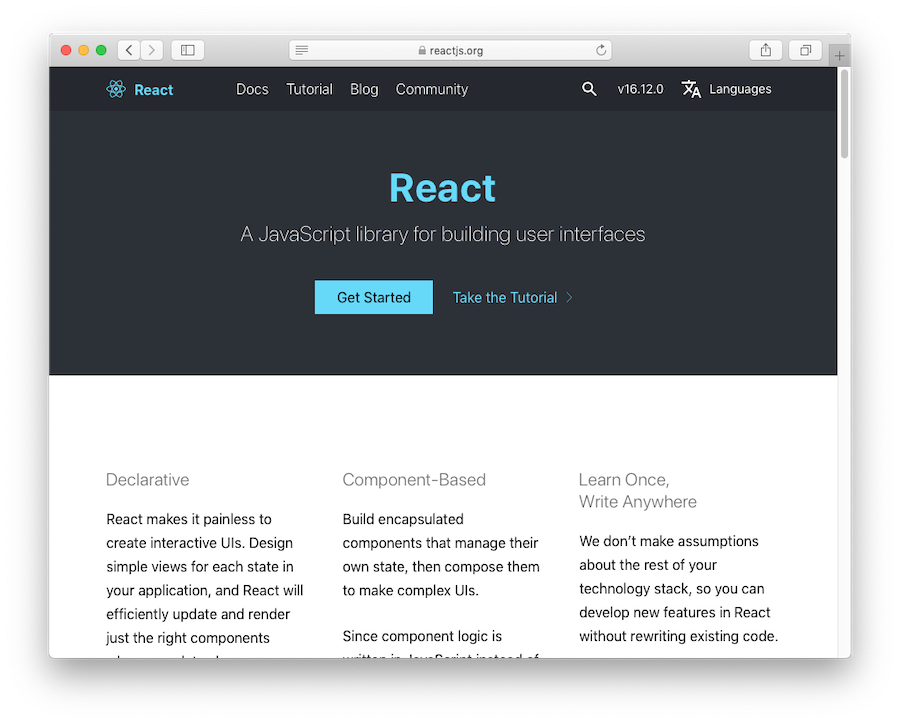 reactjs.org
React
Docs Tutorial Blog Community
v16.12.0 Languages
React
A JavaScript library for building user interfaces
Get Started
Take the Tutorial
Declarative
React makes it painless to
create interactive UIs. Design
simple views for each state in
your application, and React will
efficiently update and render
just the right components
Component-Based
Build encapsulated
components that manage their
own state, then compose them
to make complex UIs.
Since component logic is
written in JavaScript instead of
Learn Once,
Write Anywhere
We don’t make assumptions
about the rest of your
technology stack, so you can
develop new features in React
without rewriting existing code.